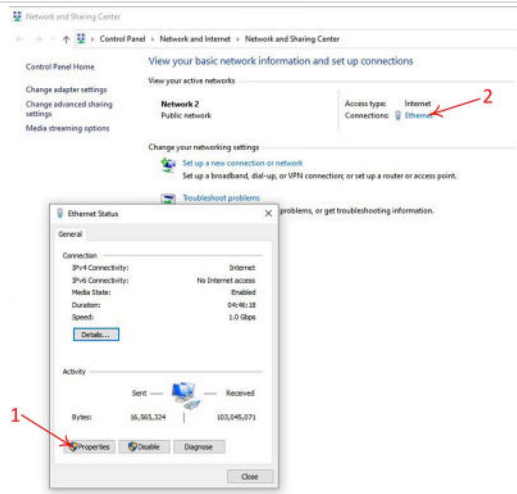 Network and Sharing Center
Control Panel > Network and Internet > Network and Sharing Center
Control Panel Home
Change adapter settings
Change advanced sharing
settings
Media streaming options
View your basic network information and set up connections
View your active networks
Network 2
Public network
Access type: Internet
Connections: Ethernet
2
Change your networking settings
Set up a new connection or network
Set up a broadband, dial-up, or VPN connection; or set up a router or access point.
Troubleshoot problems
problems, or get troubleshooting information.
Ethernet Status
General
Connection
IPv4 Connectivity: Internet
IPv6 Connectivity: No Internet access
Media State: Enabled
Duration: 04:46:18
Speed: 1.0 Gbps
Details...
Activity
Sent Received
Bytes: 16,565,324 103,045,071
1
Properties Disable Diagnose
Close